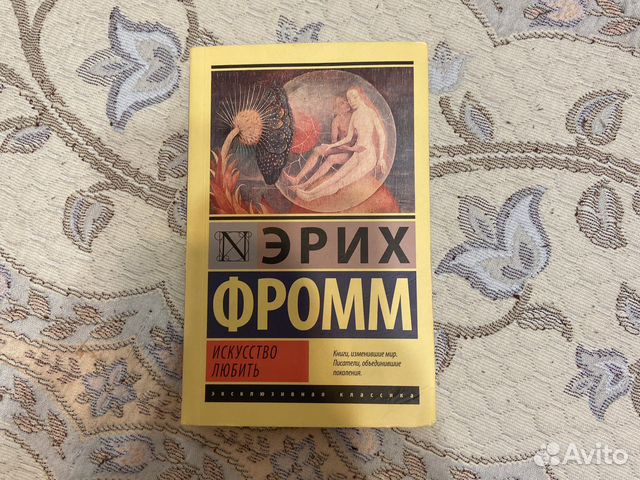 N
ЭРИХ
ФРОММ
ИСКУССТВО
ЛЮБИТЬ
Книги, изменившие мир.
Писатели, объединившие
поколения.
эксклюзивная классика
Avito